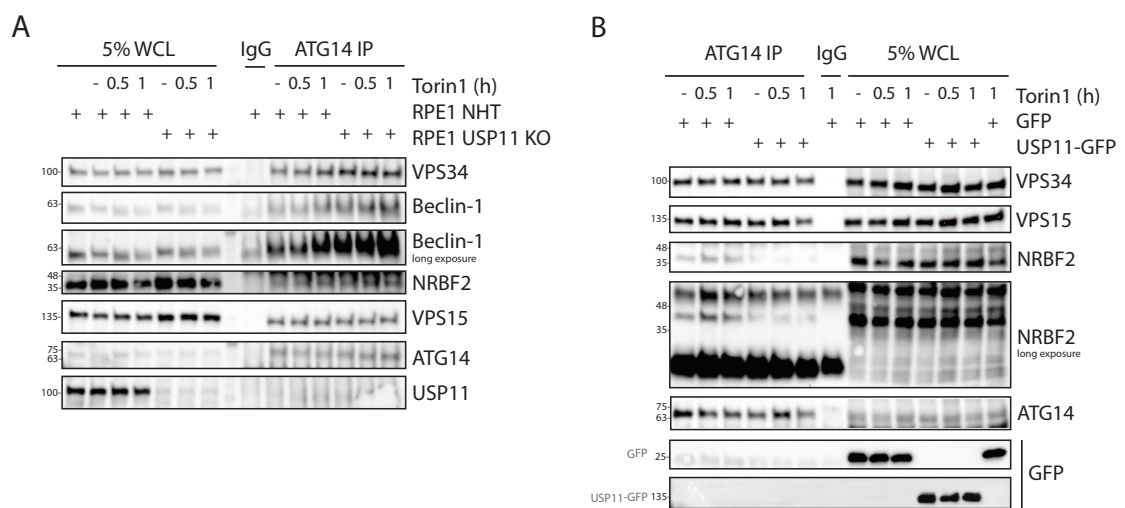 A
5% WCL IgG ATG14 IP
- 0.5 1 - 0.5 1 - 0.5 1 - 0.5 1 Torin1 (h)
+ + + + + + + + RPE1 NHT
+ + + + + + RPE1 USP11 KO
100- VPS34
63- Beclin-1
63- Beclin-1
long exposure
48-
35- NRBF2
135- VPS15
75-
63- ATG14
100- USP11
B
ATG14 IP IgG 5% WCL
- 0.5 1 - 0.5 1 1 - 0.5 1 - 0.5 1 1 Torin1 (h)
+ + + + + + + GFP
+ + + + + + USP11-GFP
100- VPS34
135- VPS15
48-
35- NRBF2
48-
35-
NRBF2
long exposure
75-
63- ATG14
GFP 25-
GFP
USP11-GFP 135-